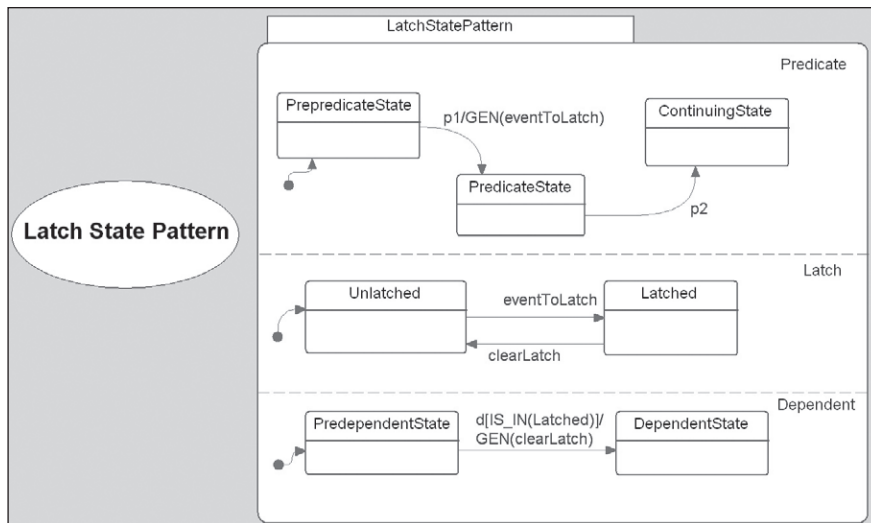 LatchStatePattern
Predicate
PrepredicateState
ContinuingState
p1/GEN(eventToLatch)
PredicateState
p2
Latch State Pattern
Latch
Unlatched
Latched
eventToLatch
clearLatch
Dependent
PredependentState
d[IS_IN(Latched)]/
GEN(clearLatch)
DependentState